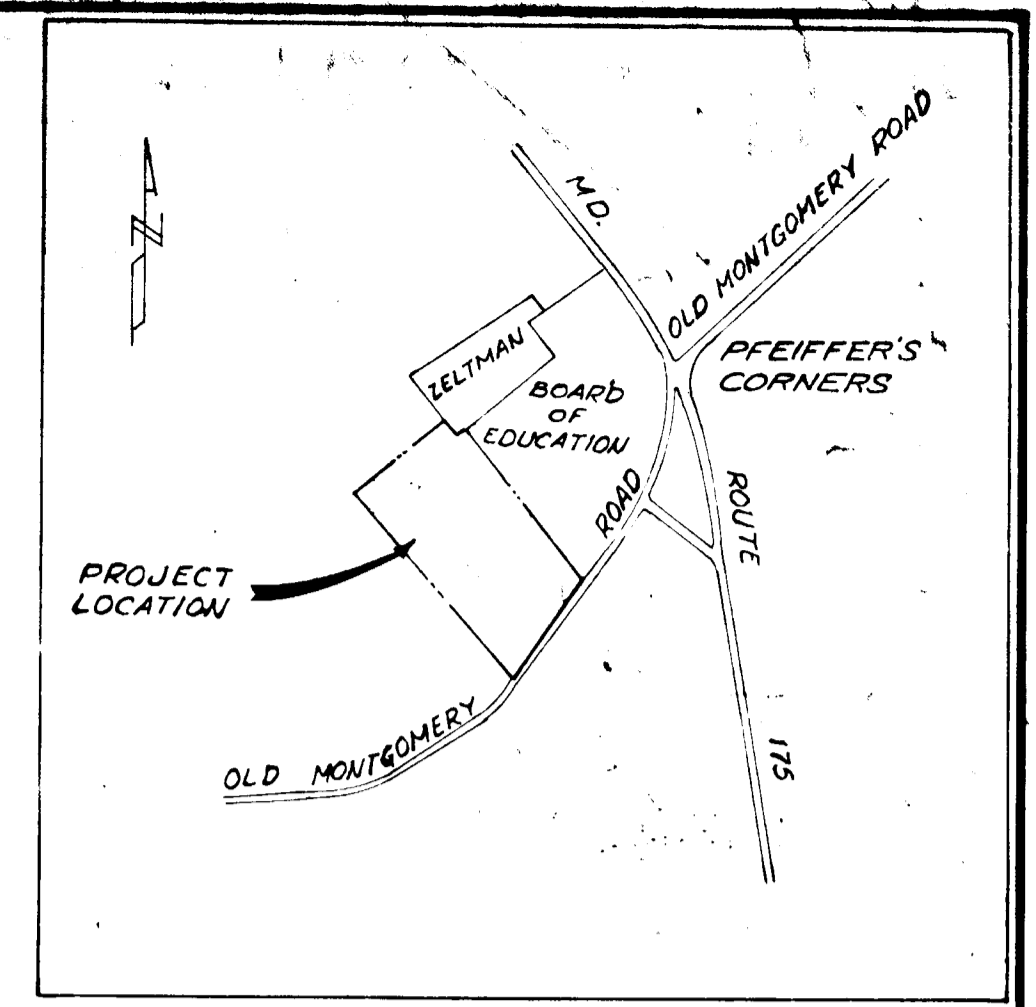 N
MD.
OLD MONTGOMERY ROAD
PFEIFFER'S
CORNERS
ZELTMAN
BOARD
OF
EDUCATION
ROAD
ROUTE
PROJECT
LOCATION
OLD MONTGOMERY
175